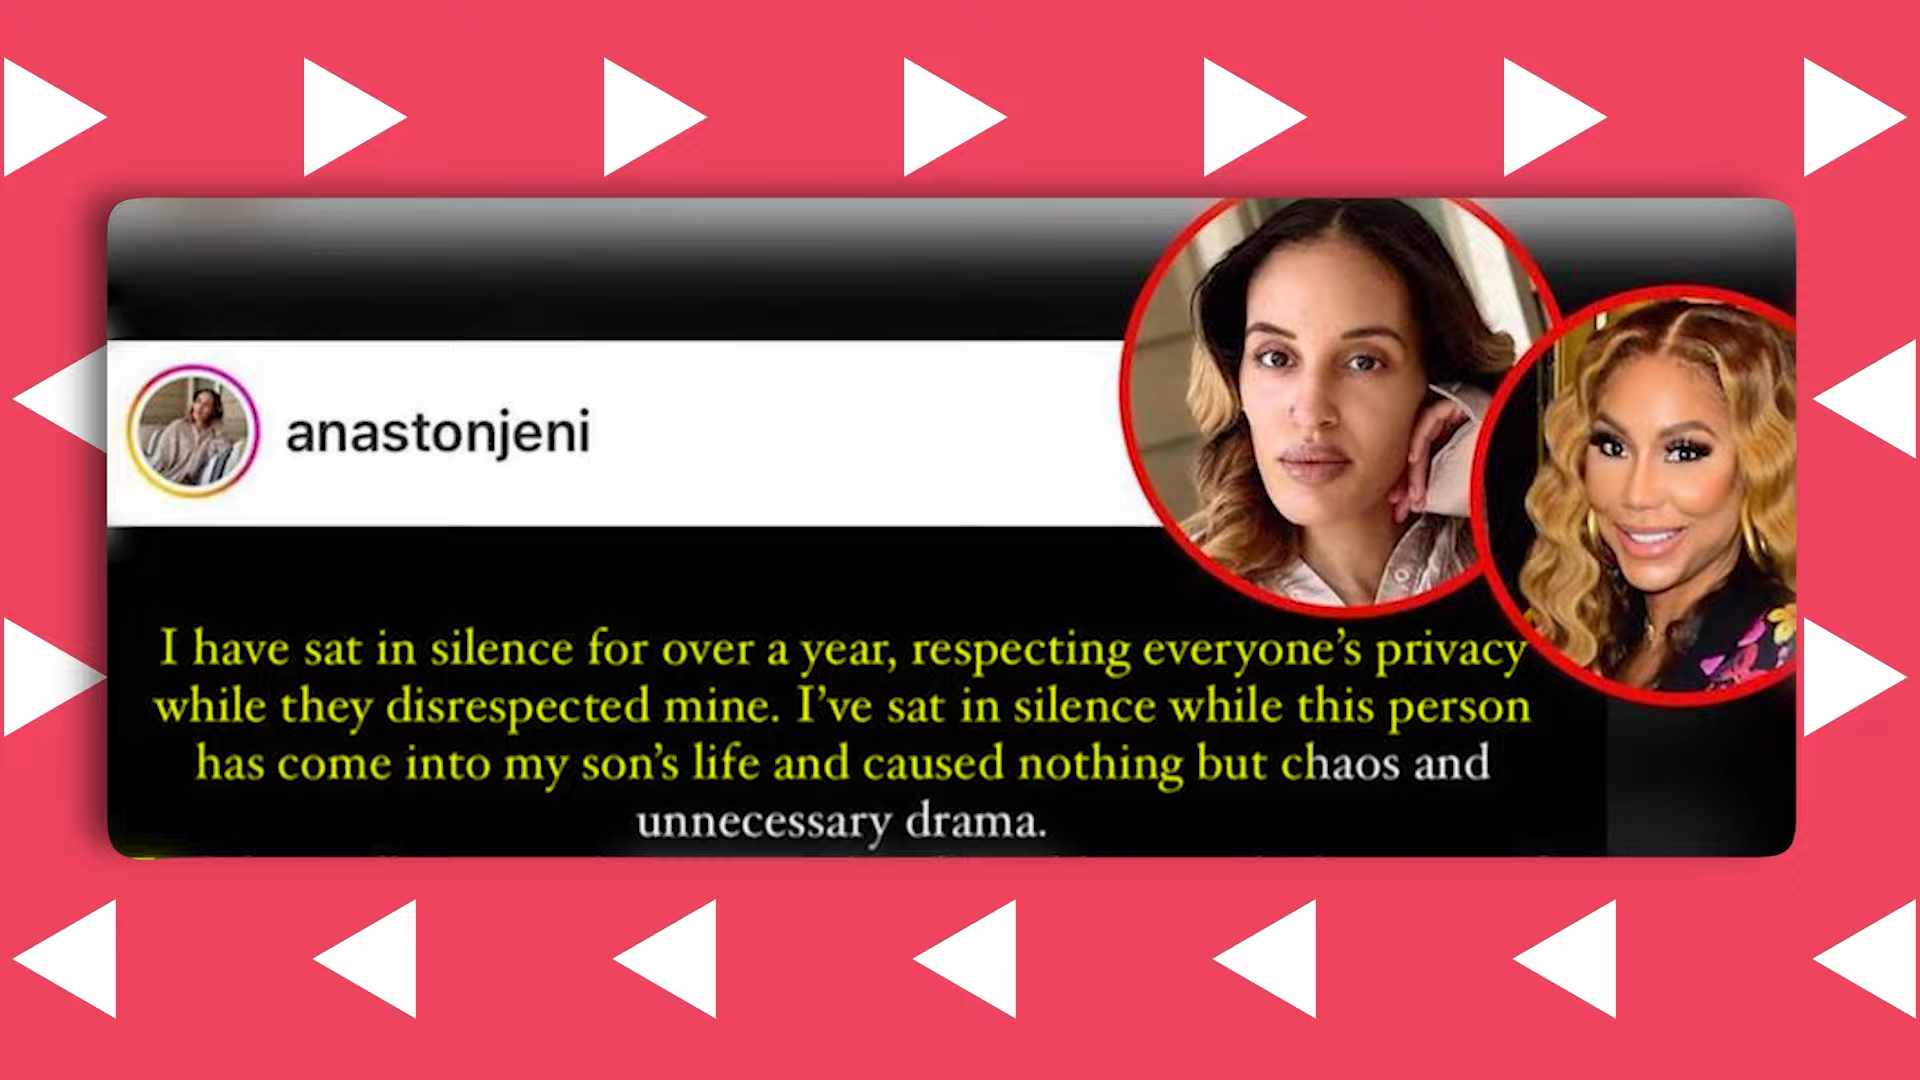 anastonjeni
I have sat in silence for over a year, respecting everyone’s privacy
while they disrespected mine. I’ve sat in silence while this person
has come into my son’s life and caused nothing but chaos and
unnecessary drama.